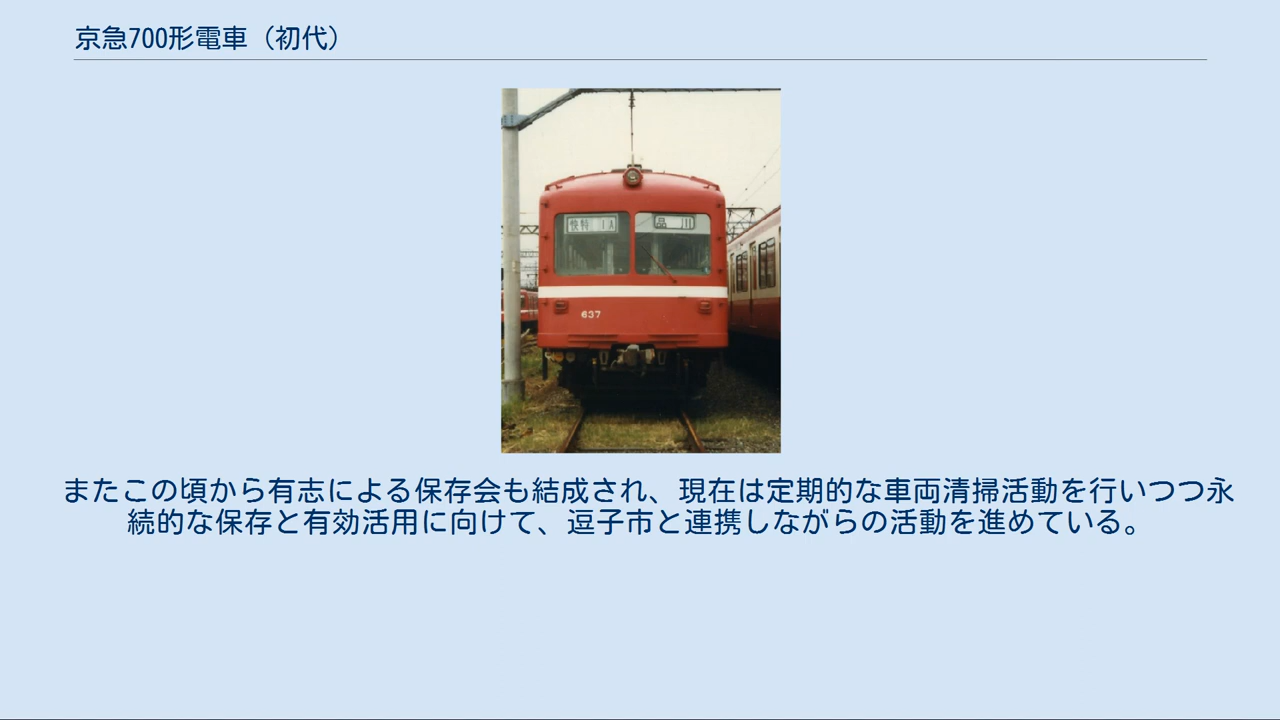 京急700形電車（初代）
快特
品川
637
またこの頃から有志による保存会も結成され、現在は定期的な車両清掃活動を行いつつ永
続的な保存と有効活用に向けて、逗子市と連携しながらの活動を進めている。